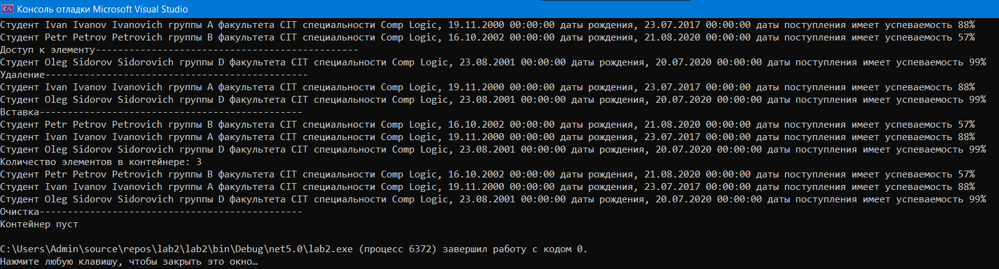 Консоль отладки Microsoft Visual Studio
Студент Ivan Ivanov Ivanovich группы A факультета CIT специальности Comp Logic, 19.11.2000 00:00:00 даты рождения, 23.07.2017 00:00:00 даты поступления имеет успеваемость 88%
Студент Petr Petrov Petrovich группы B факультета CIT специальности Comp Logic, 16.10.2002 00:00:00 даты рождения, 21.08.2020 00:00:00 даты поступления имеет успеваемость 57%
Доступ к элементу-----------------------------------------------
Студент Oleg Sidorov Sidorovich группы D факультета CIT специальности Comp Logic, 23.08.2001 00:00:00 даты рождения, 20.07.2020 00:00:00 даты поступления имеет успеваемость 99%
Удаление-----------------------------------------------
Студент Ivan Ivanov Ivanovich группы A факультета CIT специальности Comp Logic, 19.11.2000 00:00:00 даты рождения, 23.07.2017 00:00:00 даты поступления имеет успеваемость 88%
Студент Oleg Sidorov Sidorovich группы D факультета CIT специальности Comp Logic, 23.08.2001 00:00:00 даты рождения, 20.07.2020 00:00:00 даты поступления имеет успеваемость 99%
Вставка-----------------------------------------------
Студент Petr Petrov Petrovich группы B факультета CIT специальности Comp Logic, 16.10.2002 00:00:00 даты рождения, 21.08.2020 00:00:00 даты поступления имеет успеваемость 57%
Студент Ivan Ivanov Ivanovich группы A факультета CIT специальности Comp Logic, 19.11.2000 00:00:00 даты рождения, 23.07.2017 00:00:00 даты поступления имеет успеваемость 88%
Студент Oleg Sidorov Sidorovich группы D факультета CIT специальности Comp Logic, 23.08.2001 00:00:00 даты рождения, 20.07.2020 00:00:00 даты поступления имеет успеваемость 99%
Количество элементов в контейнере: 3
Студент Petr Petrov Petrovich группы B факультета CIT специальности Comp Logic, 16.10.2002 00:00:00 даты рождения, 21.08.2020 00:00:00 даты поступления имеет успеваемость 57%
Студент Ivan Ivanov Ivanovich группы A факультета CIT специальности Comp Logic, 19.11.2000 00:00:00 даты рождения, 23.07.2017 00:00:00 даты поступления имеет успеваемость 88%
Студент Oleg Sidorov Sidorovich группы D факультета CIT специальности Comp Logic, 23.08.2001 00:00:00 даты рождения, 20.07.2020 00:00:00 даты поступления имеет успеваемость 99%
Очистка-----------------------------------------------
Контейнер пуст
C:\Users\Admin\source\repos\lab2\lab2\bin\Debug\net5.0\lab2.exe (процесс 6372) завершил работу с кодом 0.
Нажмите любую клавишу, чтобы закрыть это окно…